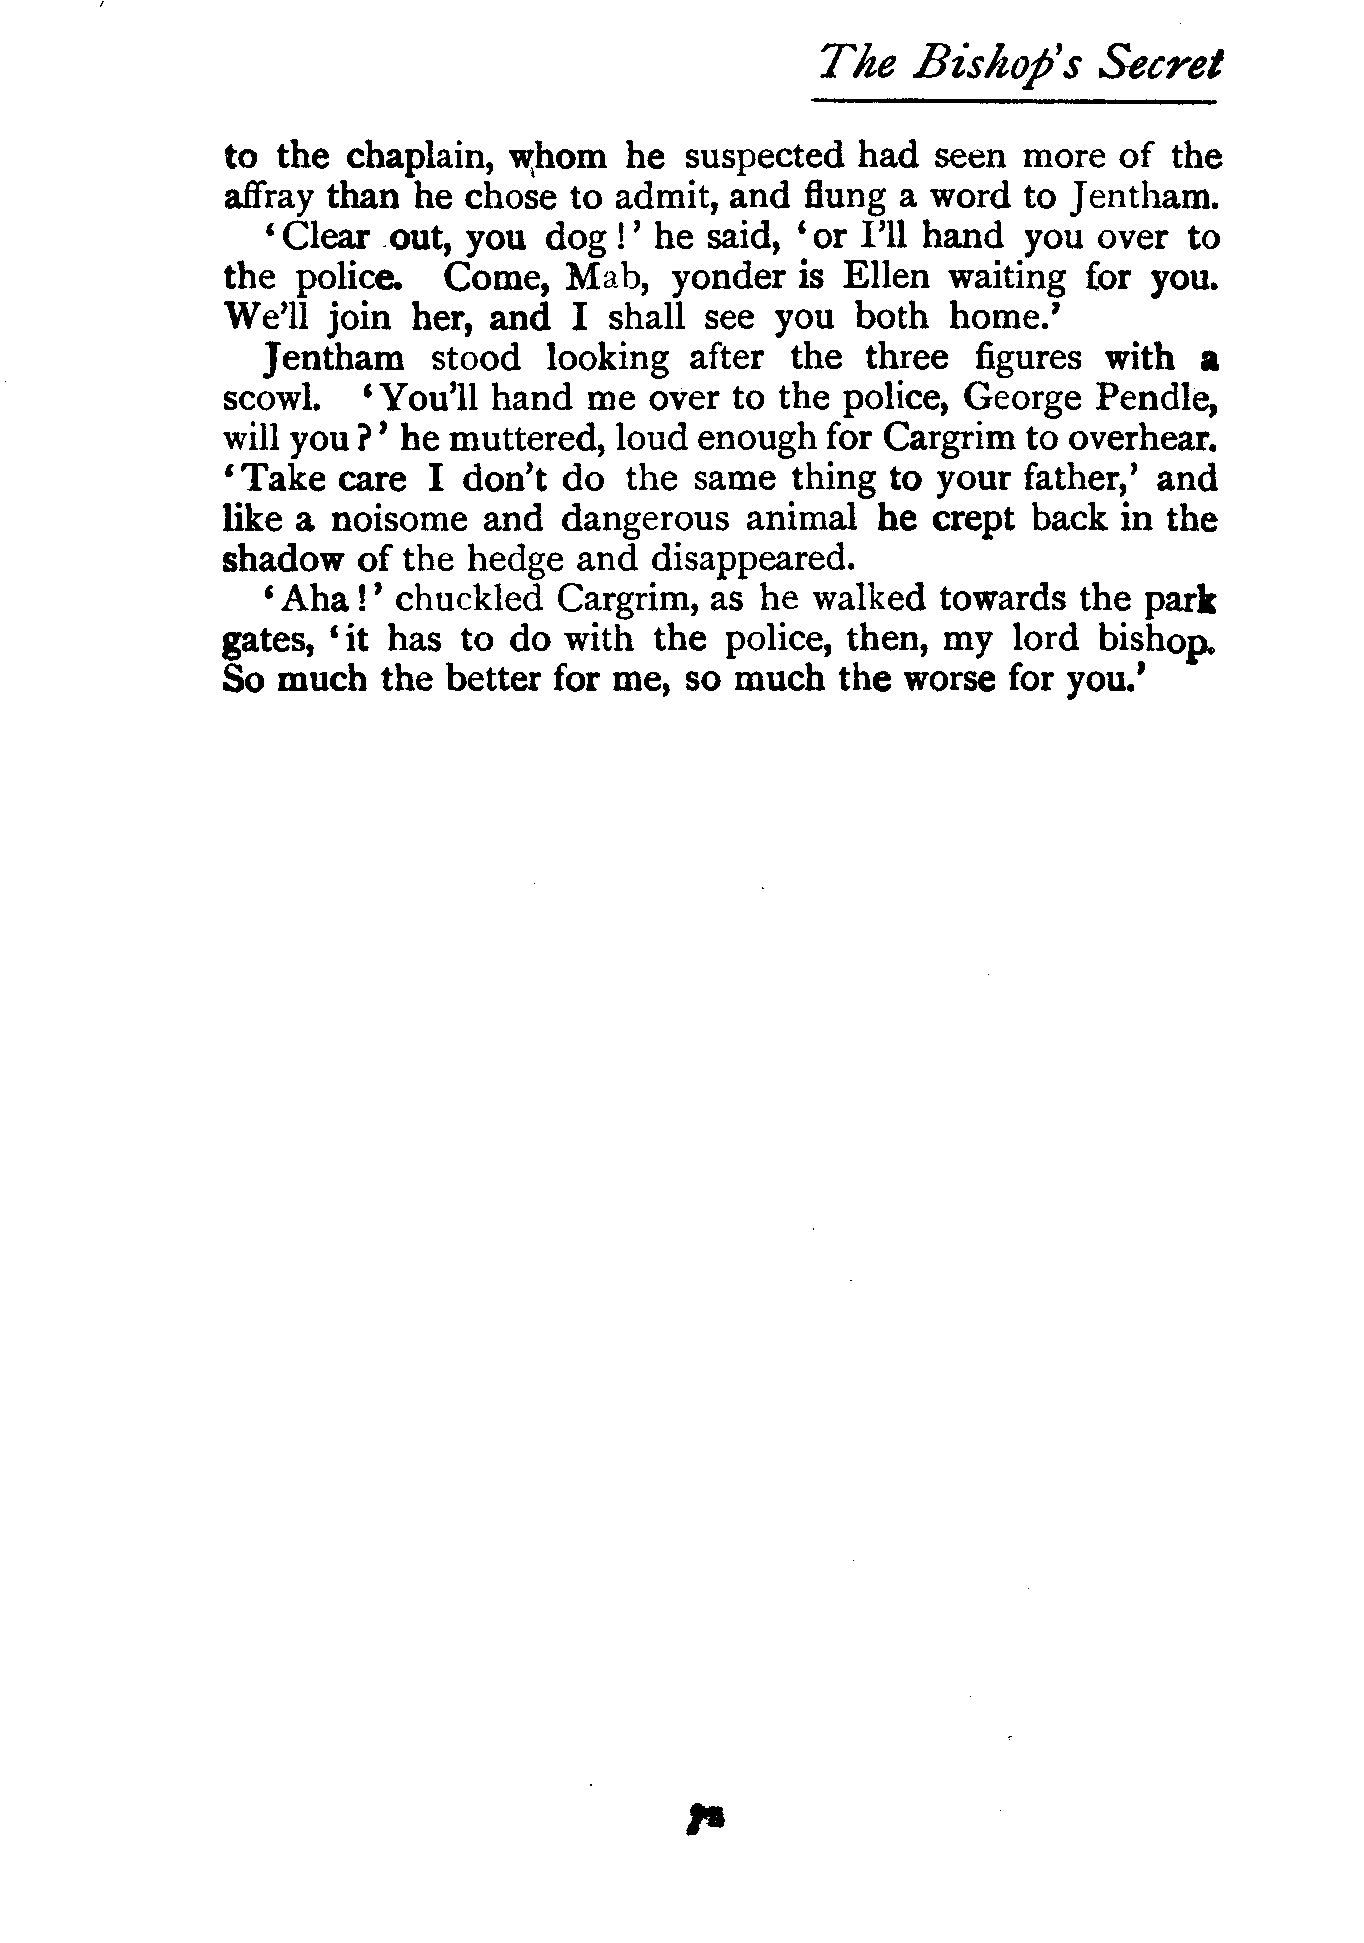 The Bishop's Secret
to the chaplain, whom he suspected had seen more of the
affray than he chose to admit, and flung a word to Jentham.
‘Clear out, you dog!’ he said, ‘or I’ll hand you over to
the police. Come, Mab, yonder is Ellen waiting for you.
We’ll join her, and I shall see you both home.’
Jentham stood looking after the three figures with a
scowl. ‘You’ll hand me over to the police, George Pendle,
will you?’ he muttered, loud enough for Cargrim to overhear.
‘Take care I don’t do the same thing to your father,’ and
like a noisome and dangerous animal he crept back in the
shadow of the hedge and disappeared.
‘Aha!’ chuckled Cargrim, as he walked towards the park
gates, ‘it has to do with the police, then, my lord bishop.
So much the better for me, so much the worse for you.’